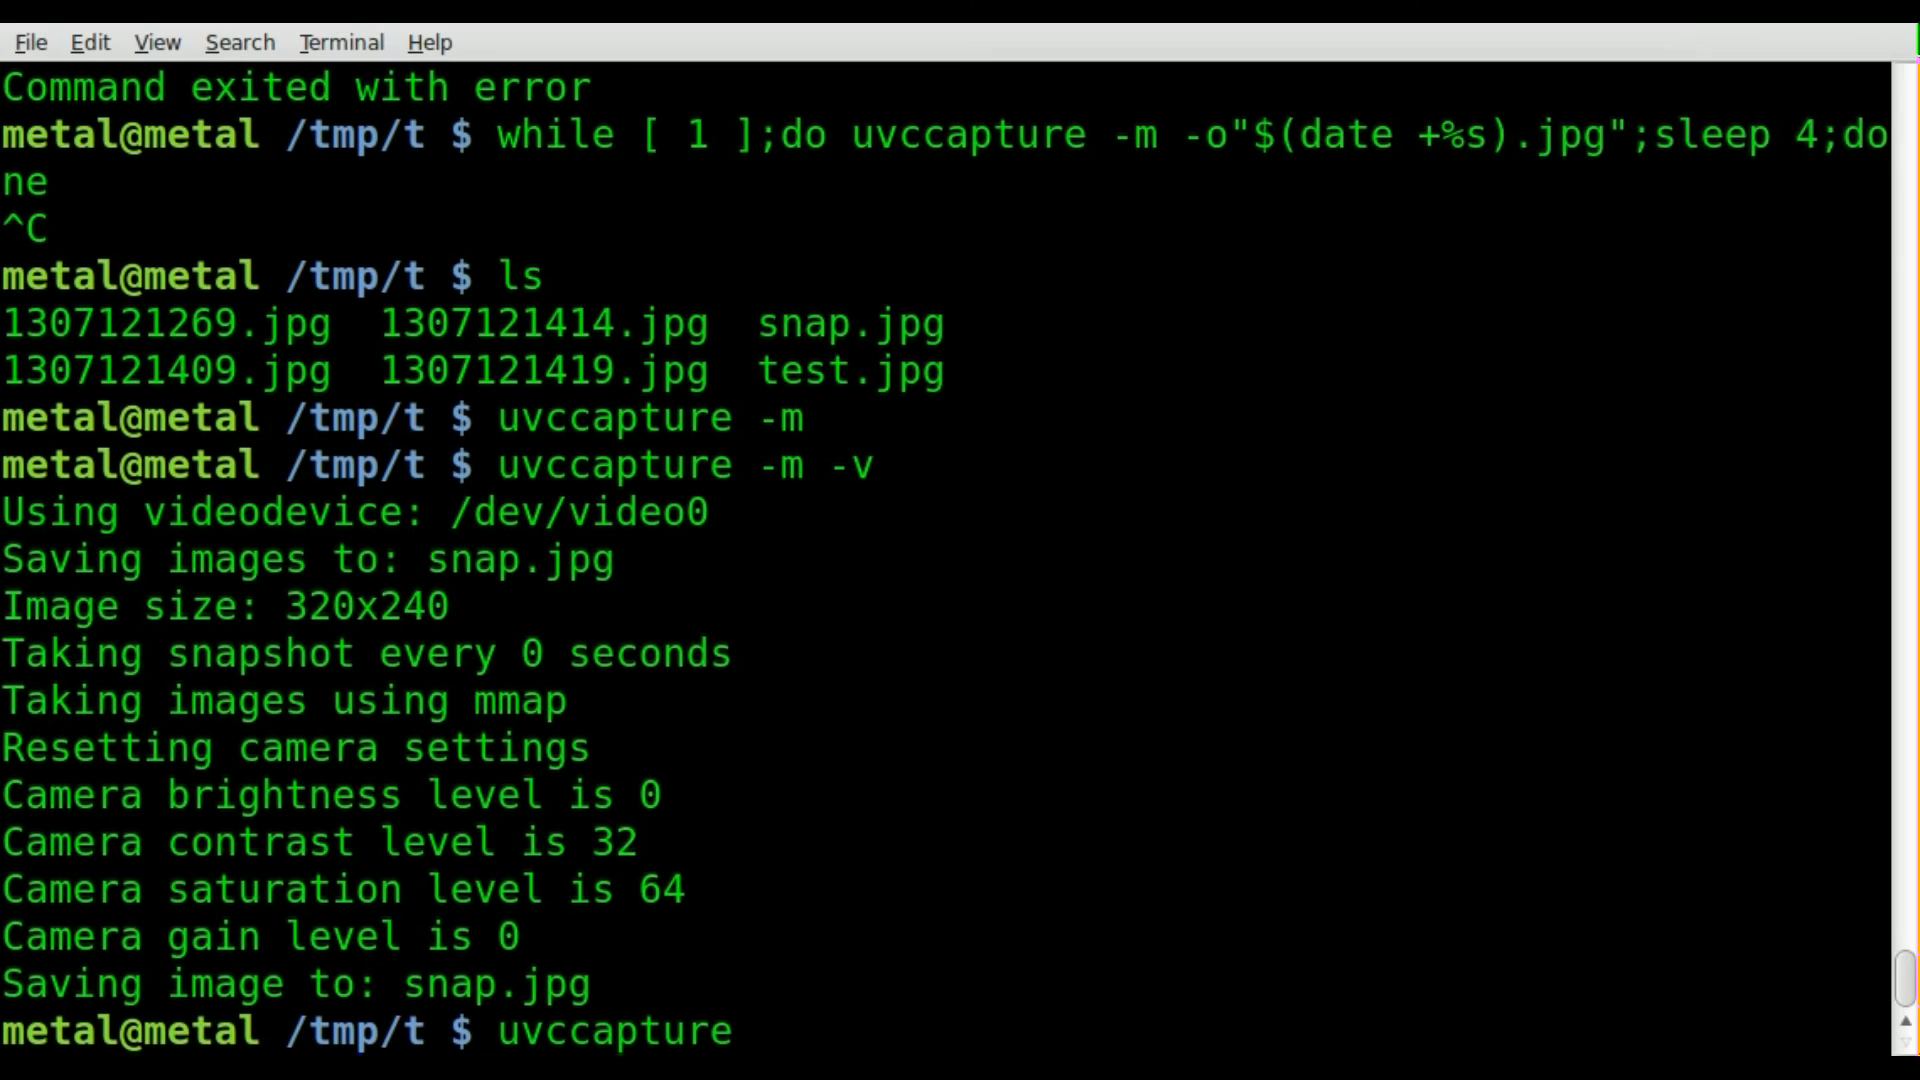 File Edit View Search Terminal Help
Command exited with error
metal@metal /tmp/t $ while [ 1 ];do uvccapture -m -o"$(date +%s).jpg";sleep 4;do
ne
^C
metal@metal /tmp/t $ ls
1307121269.jpg  1307121414.jpg  snap.jpg
1307121409.jpg  1307121419.jpg  test.jpg
metal@metal /tmp/t $ uvccapture -m
metal@metal /tmp/t $ uvccapture -m -v
Using videodevice: /dev/video0
Saving images to: snap.jpg
Image size: 320x240
Taking snapshot every 0 seconds
Taking images using mmap
Resetting camera settings
Camera brightness level is 0
Camera contrast level is 32
Camera saturation level is 64
Camera gain level is 0
Saving image to: snap.jpg
metal@metal /tmp/t $ uvccapture